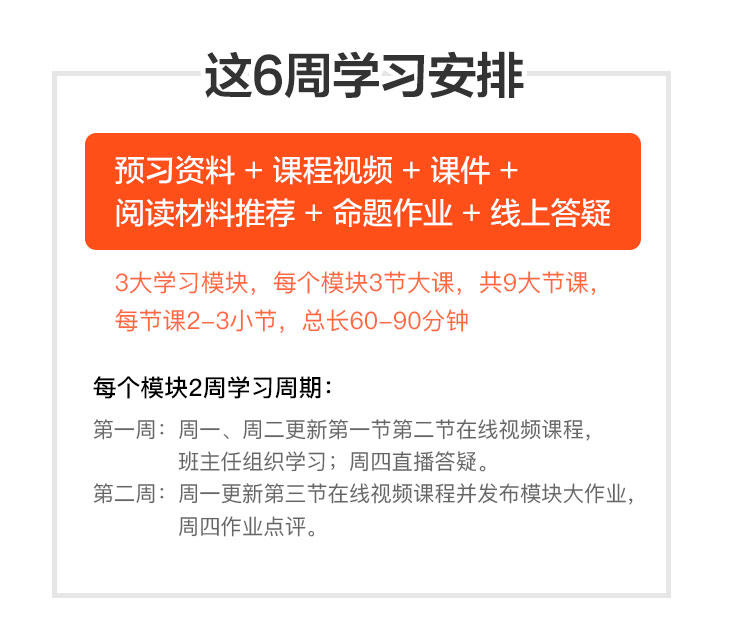 这6周学习安排
预习资料 + 课程视频 + 课件 +
阅读材料推荐 + 命题作业 + 线上答疑
3大学习模块，每个模块3节大课，共9大节课，
每节课2-3小节，总长60-90分钟
每个模块2周学习周期：
第一周：周一、周二更新第一节第二节在线视频课程，
班主任组织学习；周四直播答疑。
第二周：周一更新第三节在线视频课程并发布模块大作业，
周四作业点评。